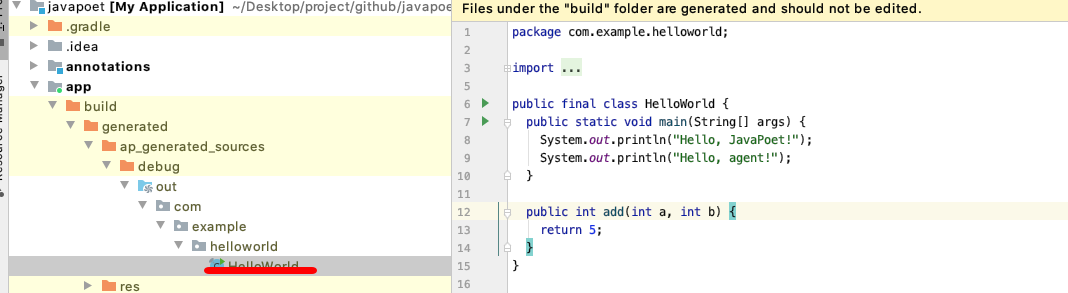 javapoet [My Application] ~/Desktop/project/github/javapoe
.gradle
.idea
annotations
app
build
generated
ap_generated_sources
debug
out
com
example
helloworld
HelloWorld
res
Resource Manager
Files under the "build" folder are generated and should not be edited.
1 package com.example.helloworld;
2
3 import ...
5
6 public final class HelloWorld {
7 public static void main(String[] args) {
8 System.out.println("Hello, JavaPoet!");
9 System.out.println("Hello, agent!");
10 }
11
12 public int add(int a, int b) {
13 return 5;
14 }
15 }
16